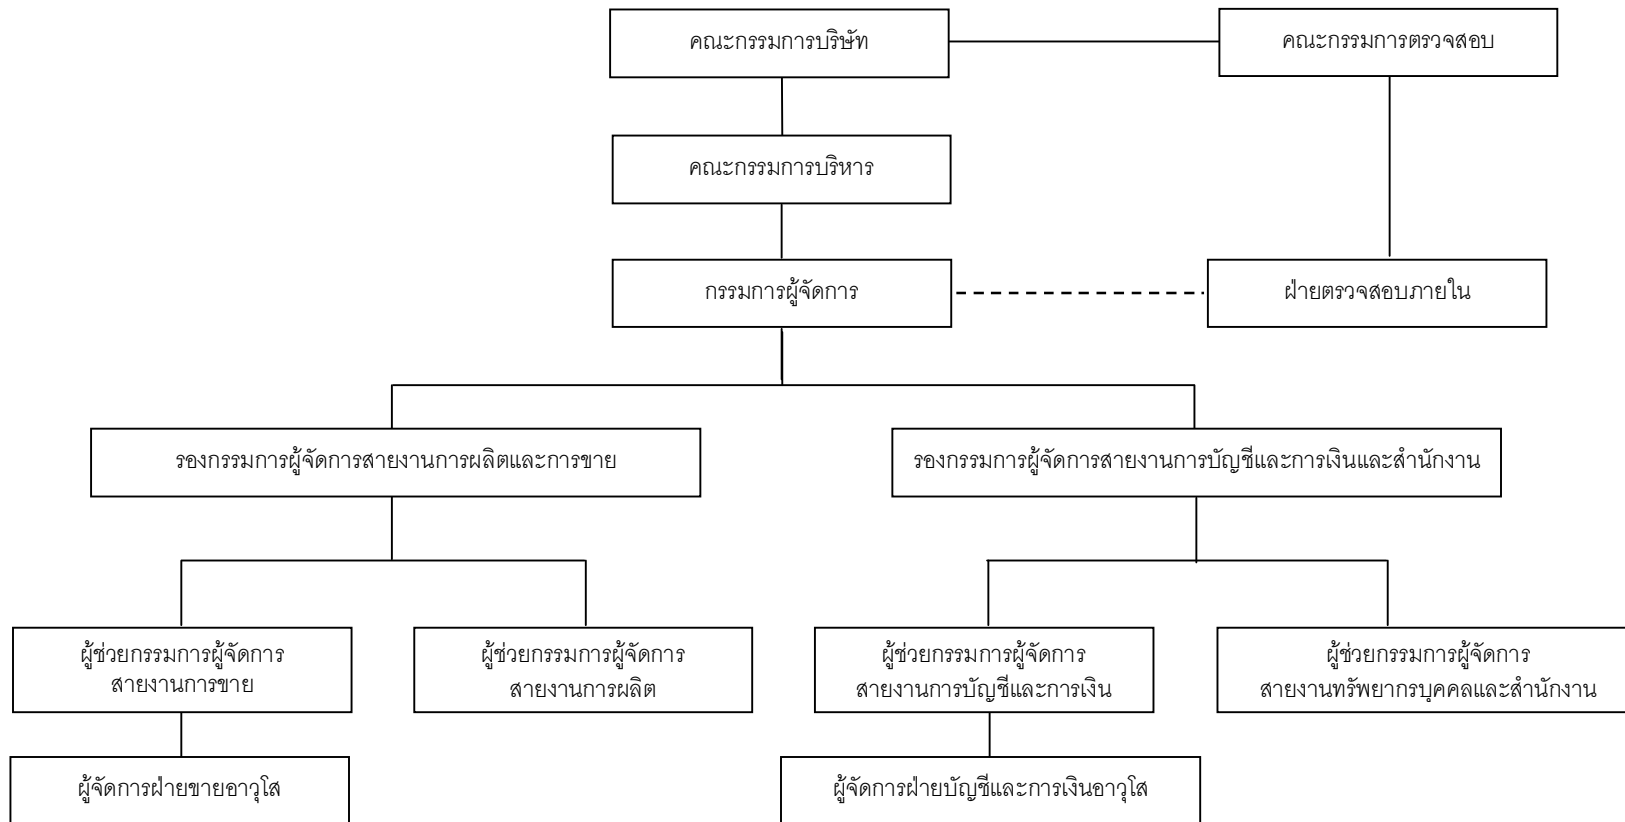 คณะกรรมการบริษัท
คณะกรรมการตรวจสอบ
คณะกรรมการบริหาร
กรรมการผู้จัดการ
ฝ่ายตรวจสอบภายใน
รองกรรมการผู้จัดการสายงานการผลิตและการขาย
รองกรรมการผู้จัดการสายงานการบัญชีและการเงินและสำนักงาน
ผู้ช่วยกรรมการผู้จัดการ
สายงานการขาย
ผู้ช่วยกรรมการผู้จัดการ
สายงานการผลิต
ผู้ช่วยกรรมการผู้จัดการ
สายงานการบัญชีและการเงิน
ผู้ช่วยกรรมการผู้จัดการ
สายงานทรัพยากรบุคคลและสำนักงาน
ผู้จัดการฝ่ายขายอาวุโส
ผู้จัดการฝ่ายบัญชีและการเงินอาวุโส